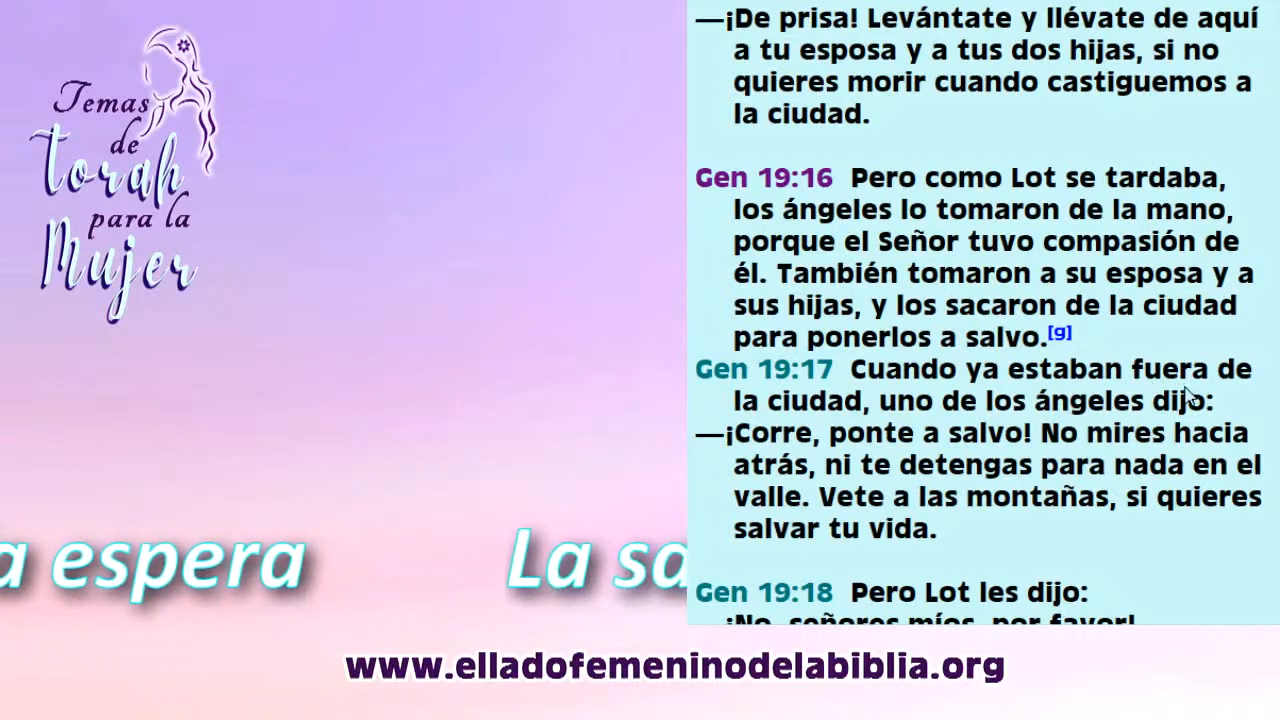 Temas
de
torah
para la
Mujer
—¡De prisa! Levántate y llévate de aquí
a tu esposa y a tus dos hijas, si no
quieres morir cuando castiguemos a
la ciudad.
Gen 19:16 Pero como Lot se tardaba,
los ángeles lo tomaron de la mano,
porque el Señor tuvo compasión de
él. También tomaron a su esposa y a
sus hijas, y los sacaron de la ciudad
para ponerlos a salvo.[g]
Gen 19:17 Cuando ya estaban fuera de
la ciudad, uno de los ángeles dijo:
—¡Corre, ponte a salvo! No mires hacia
atrás, ni te detengas para nada en el
valle. Vete a las montañas, si quieres
salvar tu vida.
Gen 19:18 Pero Lot les dijo:
¡No, señores míos, por favor!
a espera La sa
www.elladofemeninodelabiblia.org